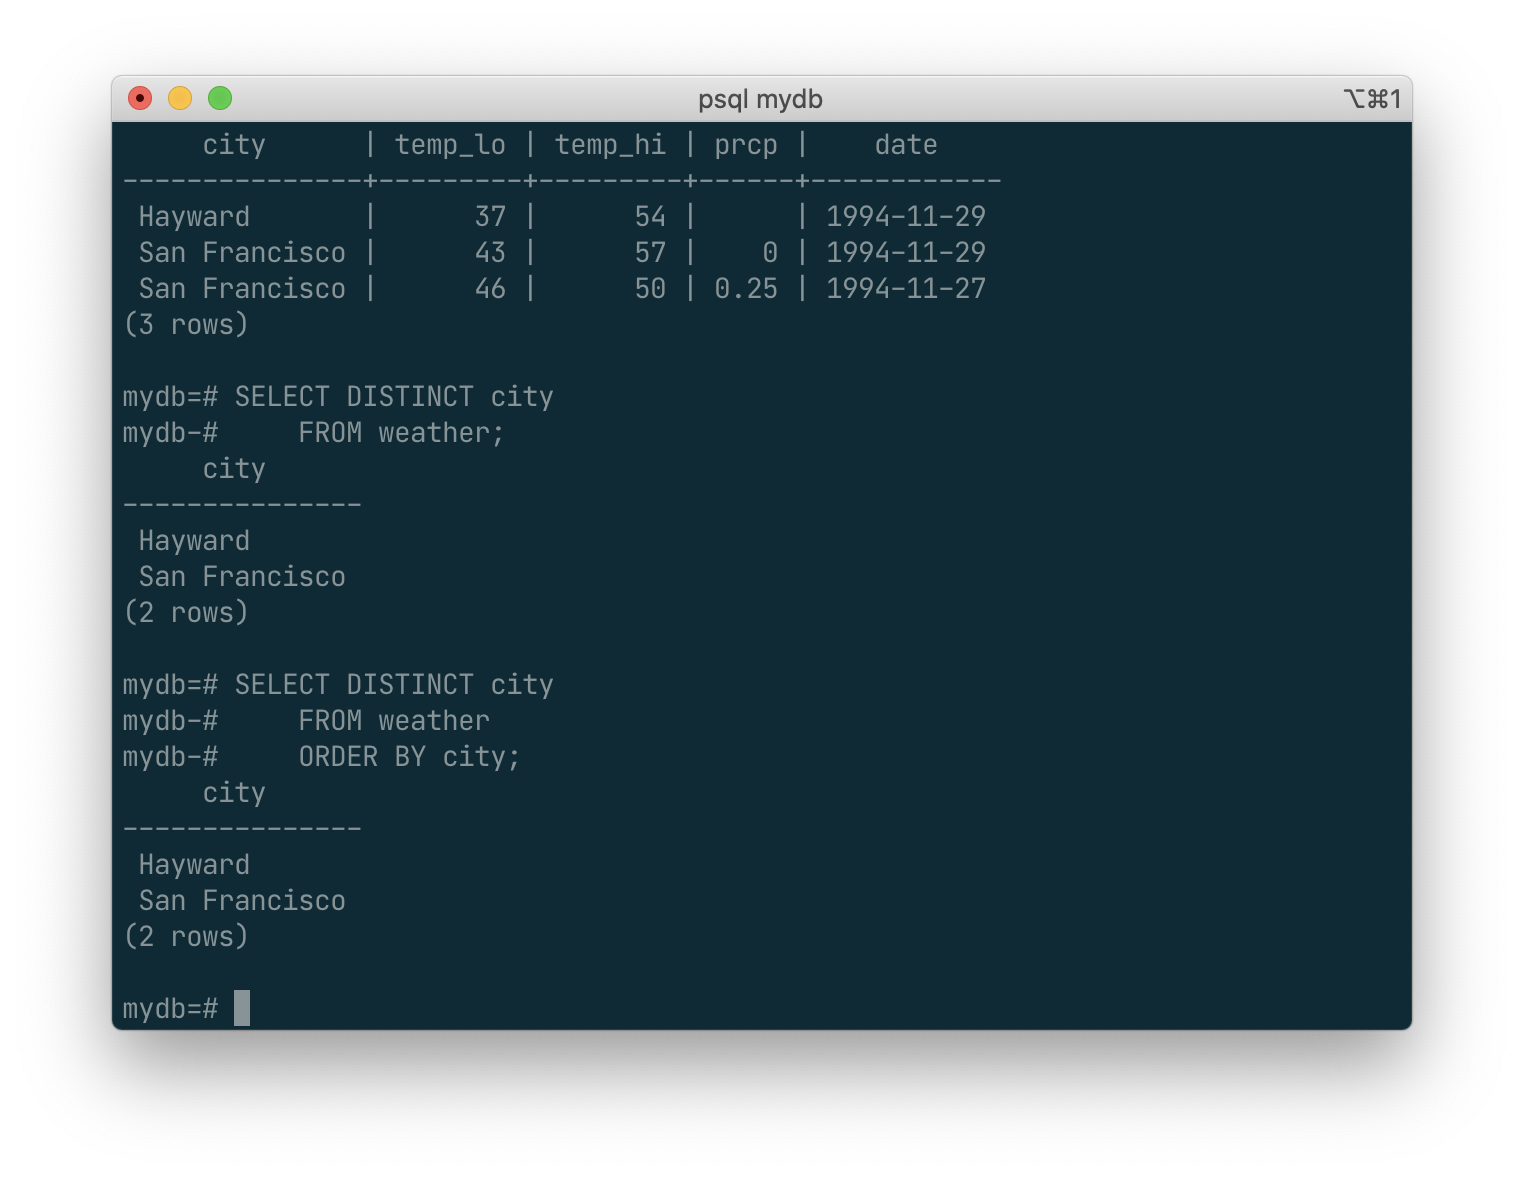 psql mydb ⌥⌘1
     city      | temp_lo | temp_hi | prcp |    date
---------------+---------+---------+------+------------
 Hayward       |      37 |      54 |      | 1994-11-29
 San Francisco |      43 |      57 |    0 | 1994-11-29
 San Francisco |      46 |      50 | 0.25 | 1994-11-27
(3 rows)

mydb=# SELECT DISTINCT city
mydb-#     FROM weather;
     city
---------------
 Hayward
 San Francisco
(2 rows)

mydb=# SELECT DISTINCT city
mydb-#     FROM weather
mydb-#     ORDER BY city;
     city
---------------
 Hayward
 San Francisco
(2 rows)

mydb=#